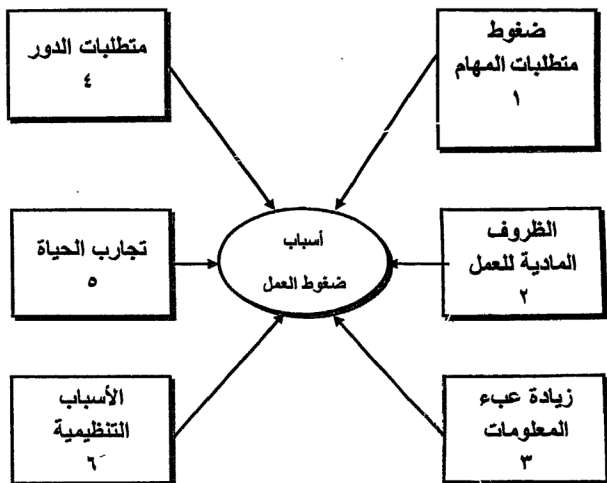 ضغوط
متطلبات المهام
١
الظروف
المادية للعمل
٢
زيادة عبء
المعلومات
٣
متطلبات الدور
٤
تجارب الحياة
٥
الأسباب
التنظيمية
٦
أسباب
ضغوط العمل